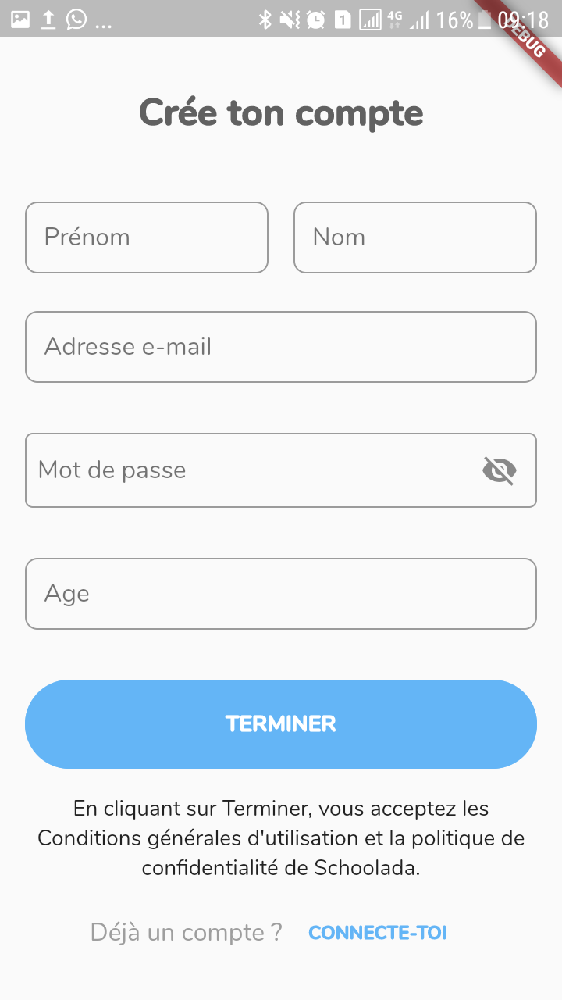 ... 1 4G 16% 09:18
DEBUG
Crée ton compte
Prénom Nom
Adresse e-mail
Mot de passe
Age
TERMINER
En cliquant sur Terminer, vous acceptez les
Conditions générales d'utilisation et la politique de
confidentialité de Schoolada.
Déjà un compte ? CONNECTE-TOI